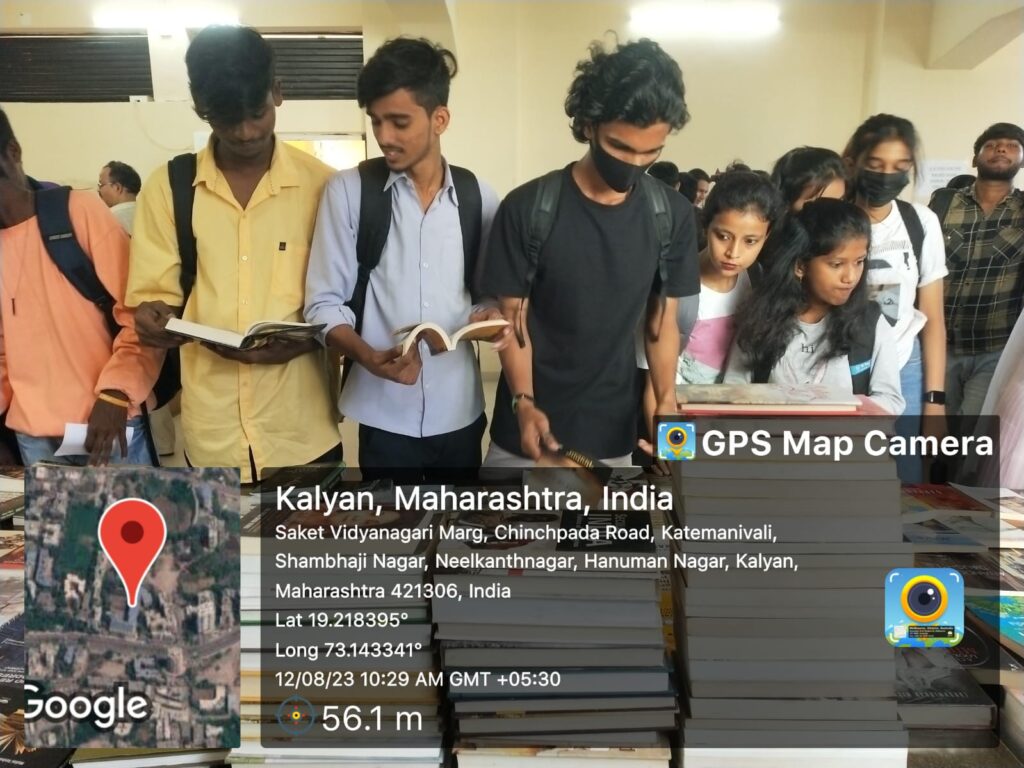 hi
GPS Map Camera
Kalyan, Maharashtra, India
Saket Vidyanagari Marg, Chinchpada Road, Katemanivali,
Shambhaji Nagar, Neelkanthnagar, Hanuman Nagar, Kalyan,
Maharashtra 421306, India
Lat 19.218395°
Long 73.143341°
12/08/23 10:29 AM GMT +05:30
56.1 m
Google